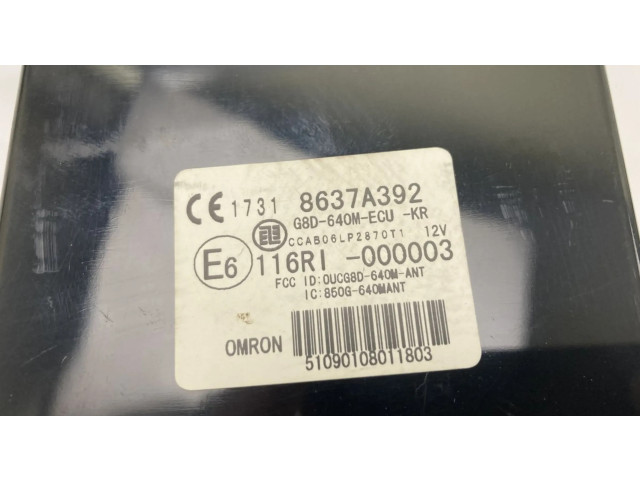 CE 1731 8637A392
G8D-640M-ECU -KR
CCAB06LP2870T1 12V
E6 116RI -000003
FCC ID:OUCG8D-640M-ANT
IC:850G-640MANT
OMRON
51090108011803